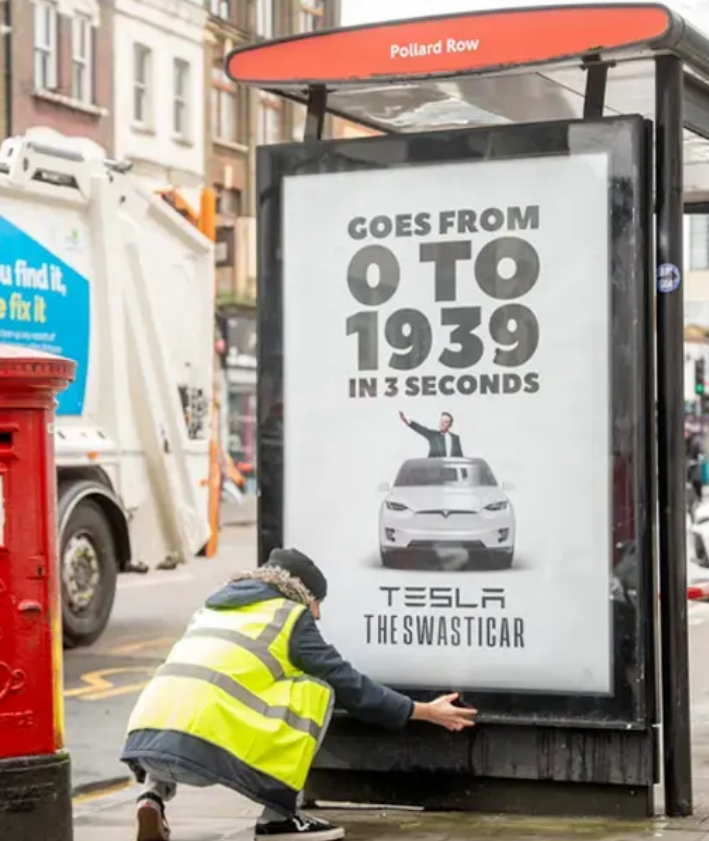 Pollard Row
GOES FROM
0 TO
1939
IN 3 SECONDS
TESLA
THE SWASTICAR
u find it,
e fix it